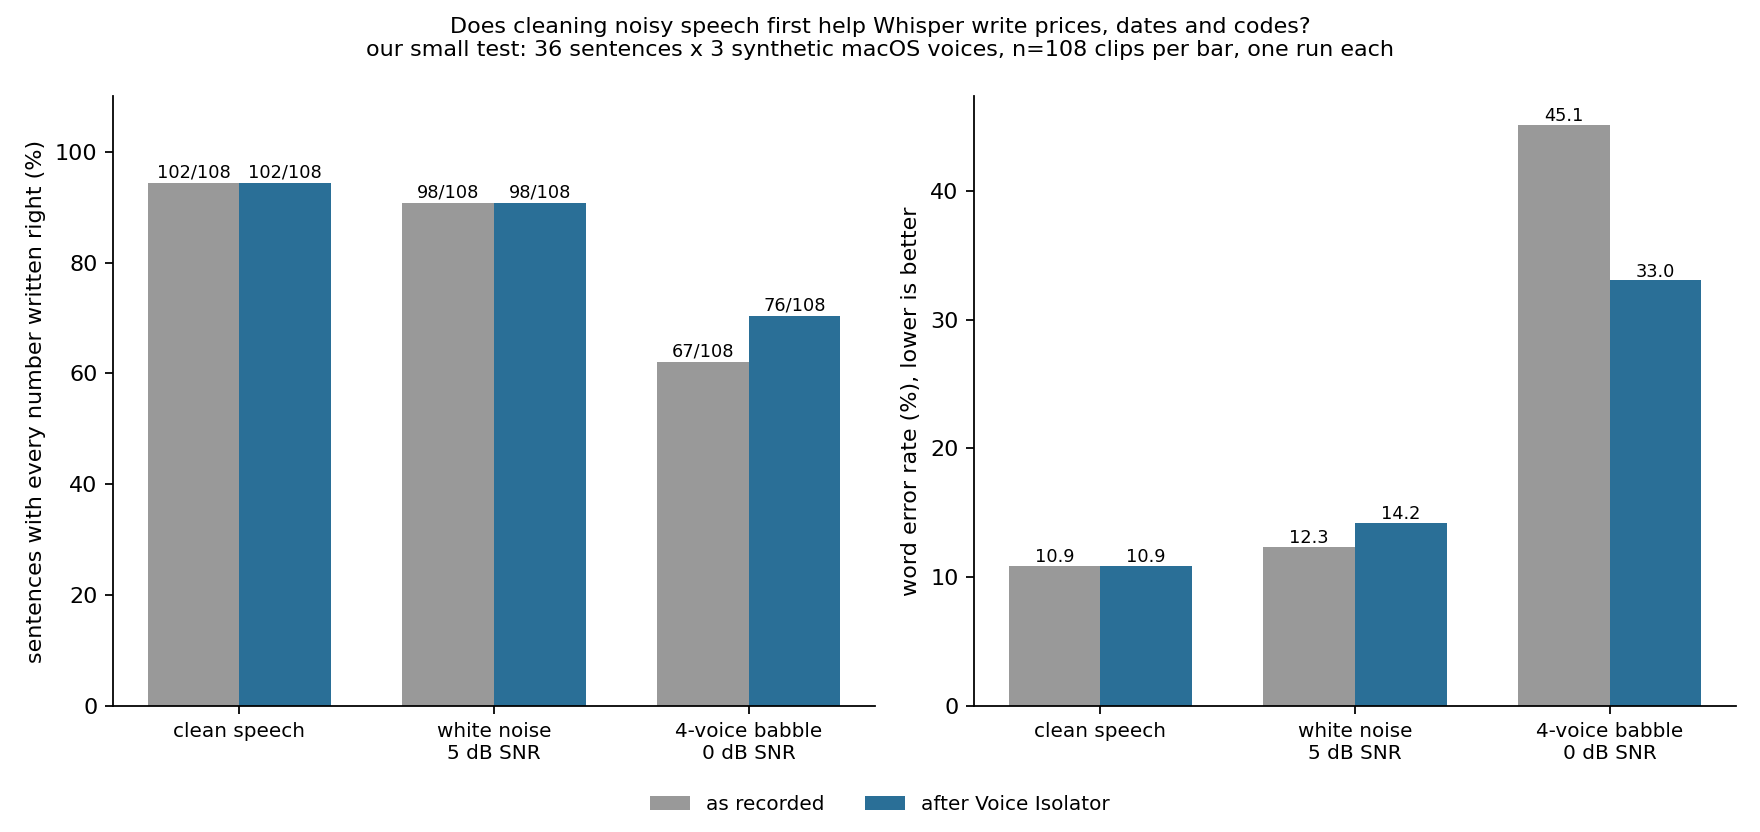 Does cleaning noisy speech first help Whisper write prices, dates and codes?
our small test: 36 sentences x 3 synthetic macOS voices, n=108 clips per bar, one run each
sentences with every number written right (%)
100
80
60
40
20
0
102/108
102/108
98/108
98/108
67/108
76/108
clean speech
white noise
5 dB SNR
4-voice babble
0 dB SNR
word error rate (%), lower is better
40
30
20
10
0
10.9
10.9
12.3
14.2
45.1
33.0
clean speech
white noise
5 dB SNR
4-voice babble
0 dB SNR
as recorded
after Voice Isolator